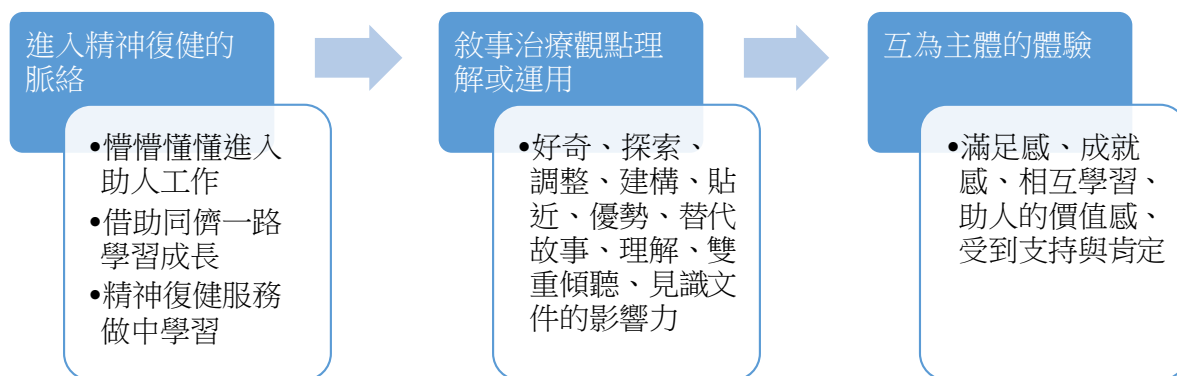 進入精神復健的
脈絡
•懵懵懂懂進入
助人工作
•借助同儕一路
學習成長
•精神復健服務
做中學習
敘事治療觀點理
解或運用
•好奇、探索、
調整、建構、貼
近、優勢、替代
故事、理解、雙
重傾聽、見識文
件的影響力
互為主體的體驗
•滿足感、成就
感、相互學習、
助人的價值感、
受到支持與肯定